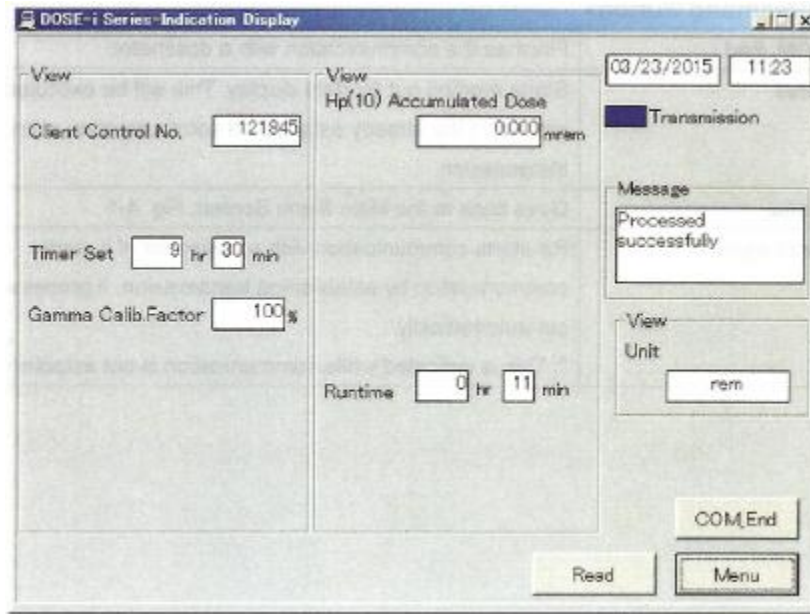 DOSE-i Series-Indication Display
03/23/2015 11:23
Transmission
View
Client Control No. 121845
Timer Set 9 hr 30 min
Gamma Calib.Factor 100 %
View
Hp(10) Accumulated Dose
0.000 mrem
Runtime 0 hr 11 min
Message
Processed
successfully
View
Unit
rem
COM.End
Read
Menu